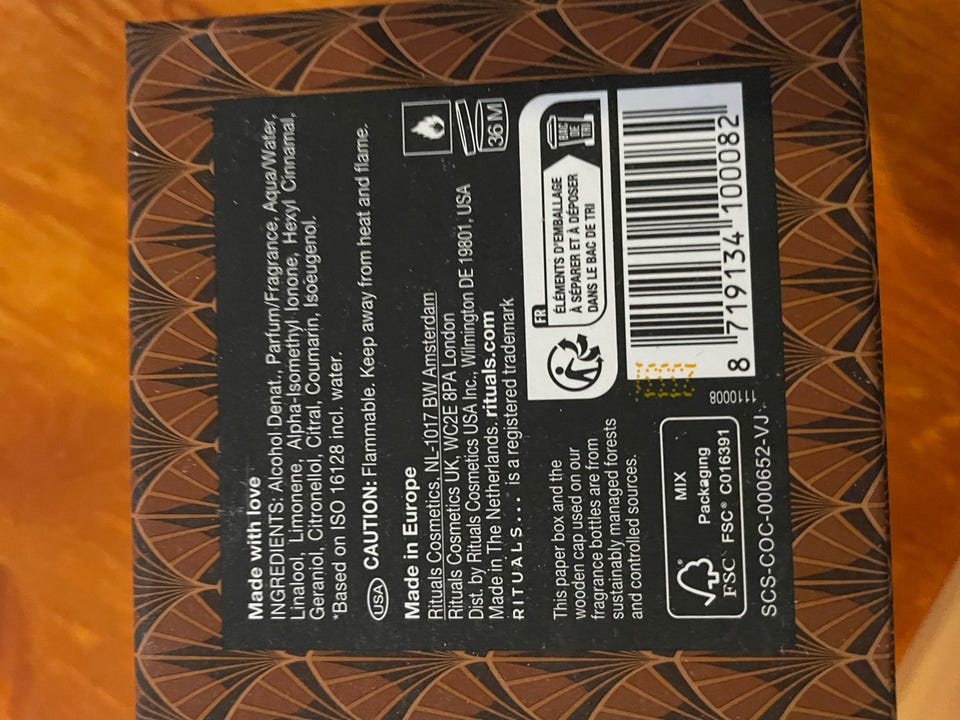 Made with love
INGREDIENTS: Alcohol Denat., Parfum/Fragrance, Aqua/Water,
Linalool, Limonene, Alpha-Isomethyl Ionone, Hexyl Cinnamal,
Geraniol, Citronellol, Citral, Coumarin, Isoeugenol.
*Based on ISO 16128 incl. water.
USA CAUTION: Flammable. Keep away from heat and flame.
36 M
Made in Europe
Rituals Cosmetics, NL-1017 BW Amsterdam
Rituals Cosmetics UK, WC2E 8PA London
Dist. by Rituals Cosmetics USA Inc., Wilmington DE 19801, USA
Made in The Netherlands. rituals.com
RITUALS... is a registered trademark
FR
ÉLÉMENTS D'EMBALLAGE
À SÉPARER ET À DÉPOSER
DANS LE BAC DE TRI
BAC
DE
TRI
This paper box and the
wooden cap used on our
fragrance bottles are from
sustainably managed forests
and controlled sources.
MIX
Packaging
FSC FSC® C016391
SCS-COC-000652-VJ
1110008
8 719134 100082